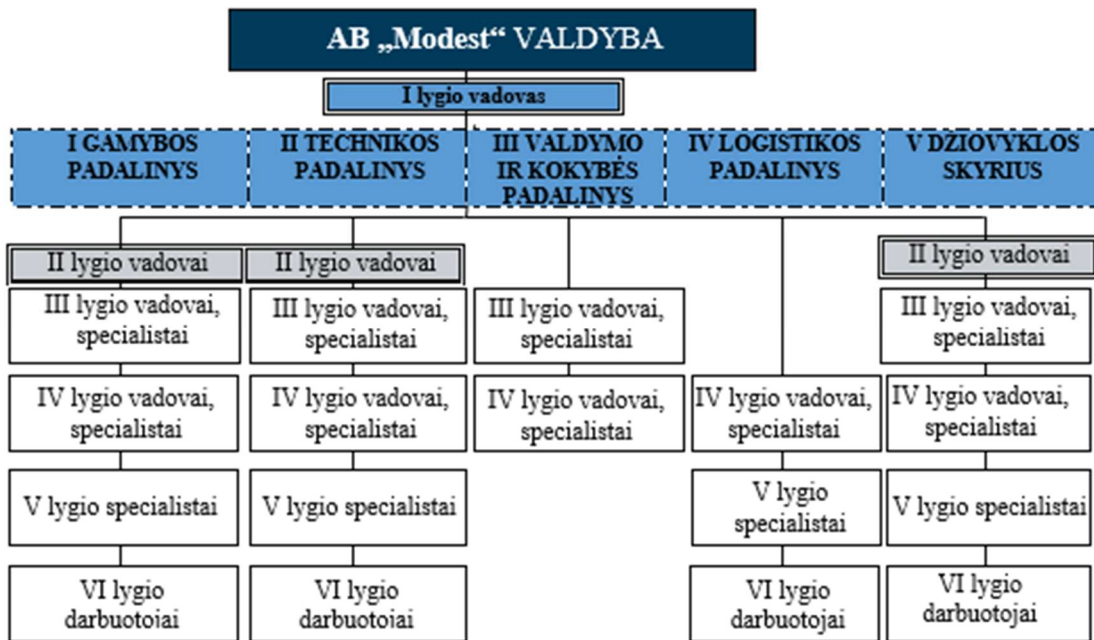 AB „Modest“ VALDYBA
I lygio vadovas
I GAMYBOS
PADALINYS
II TECHNIKOS
PADALINYS
III VALDYMO
IR KOKYBĖS
PADALINYS
IV LOGISTIKOS
PADALINYS
V DŽIOVYKLOS
SKYRIUS
II lygio vadovai
II lygio vadovai
II lygio vadovai
III lygio vadovai,
specialistai
III lygio vadovai,
specialistai
III lygio vadovai,
specialistai
III lygio vadovai,
specialistai
IV lygio vadovai,
specialistai
IV lygio vadovai,
specialistai
IV lygio vadovai,
specialistai
IV lygio vadovai,
specialistai
IV lygio vadovai,
specialistai
V lygio specialistai
V lygio specialistai
V lygio
specialistai
V lygio specialistai
VI lygio
darbuotojai
VI lygio
darbuotojai
VI lygio
darbuotojai
VI lygio
darbuotojai